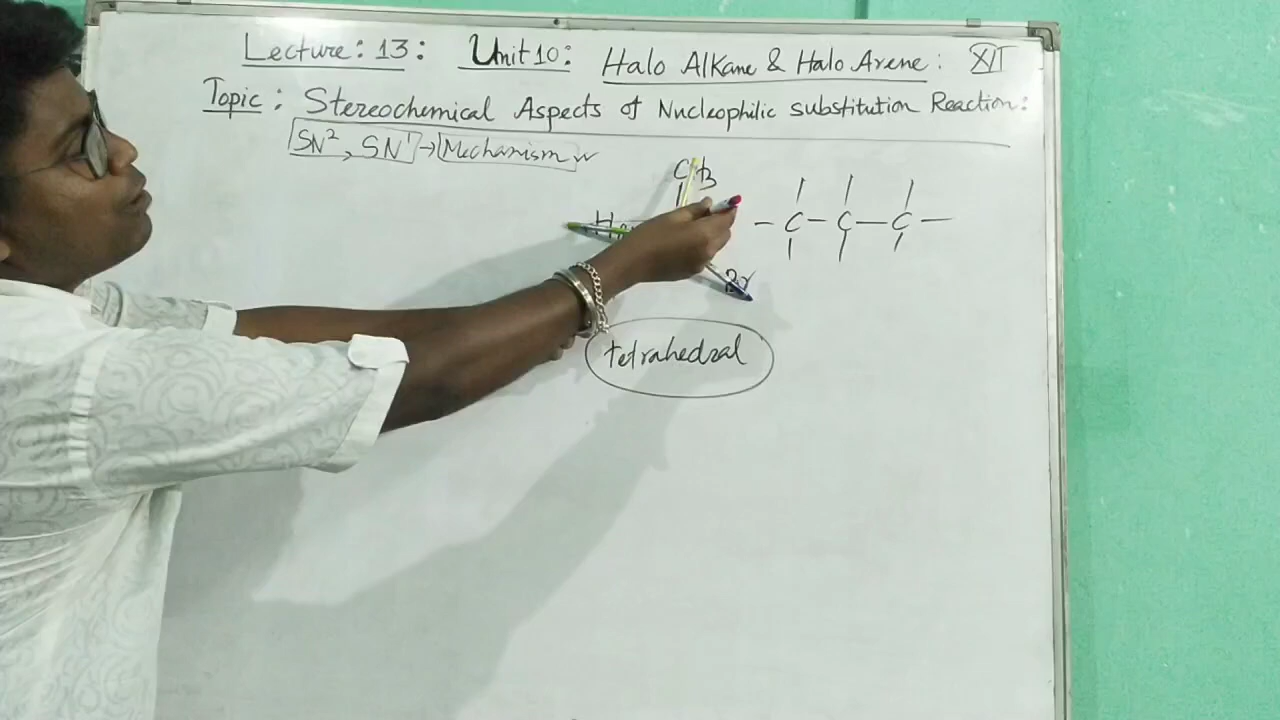 Lecture: 13: Unit 10: Halo Alkane & Halo Arene: XII
Topic: Stereochemical Aspects of Nucleophilic substitution Reaction:
SN², SN¹ → Mechanism
CH3
- C - C - C -
H
Br
tetrahedral